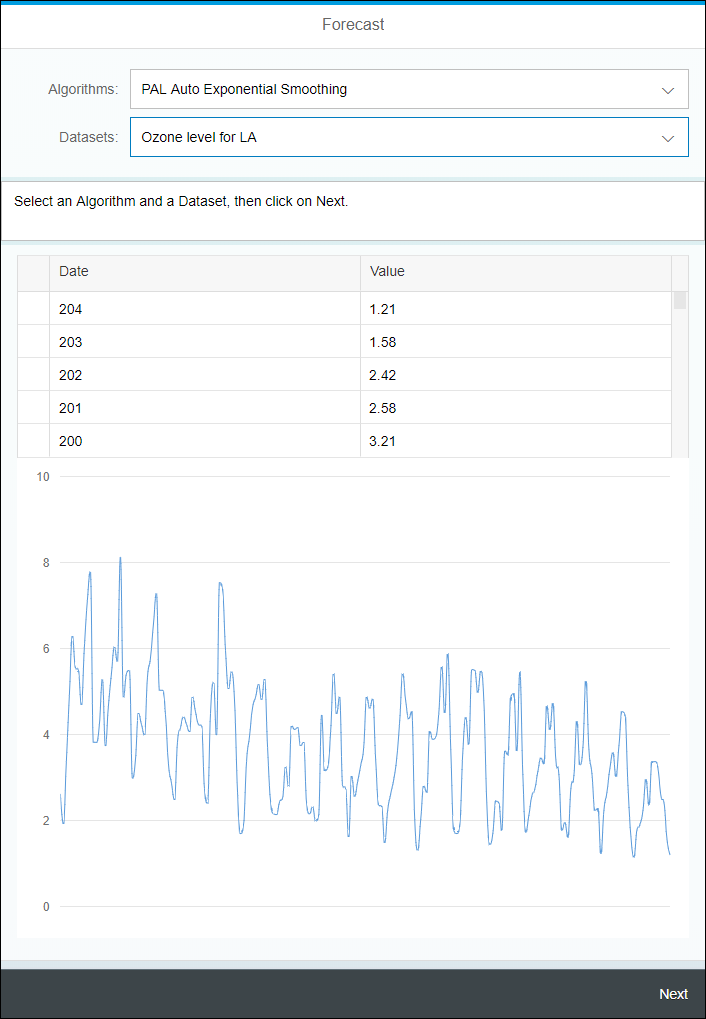 Forecast
Algorithms: PAL Auto Exponential Smoothing
Datasets: Ozone level for LA
Select an Algorithm and a Dataset, then click on Next.
Date Value
204 1.21
203 1.58
202 2.42
201 2.58
200 3.21
10
8
6
4
2
0
Next